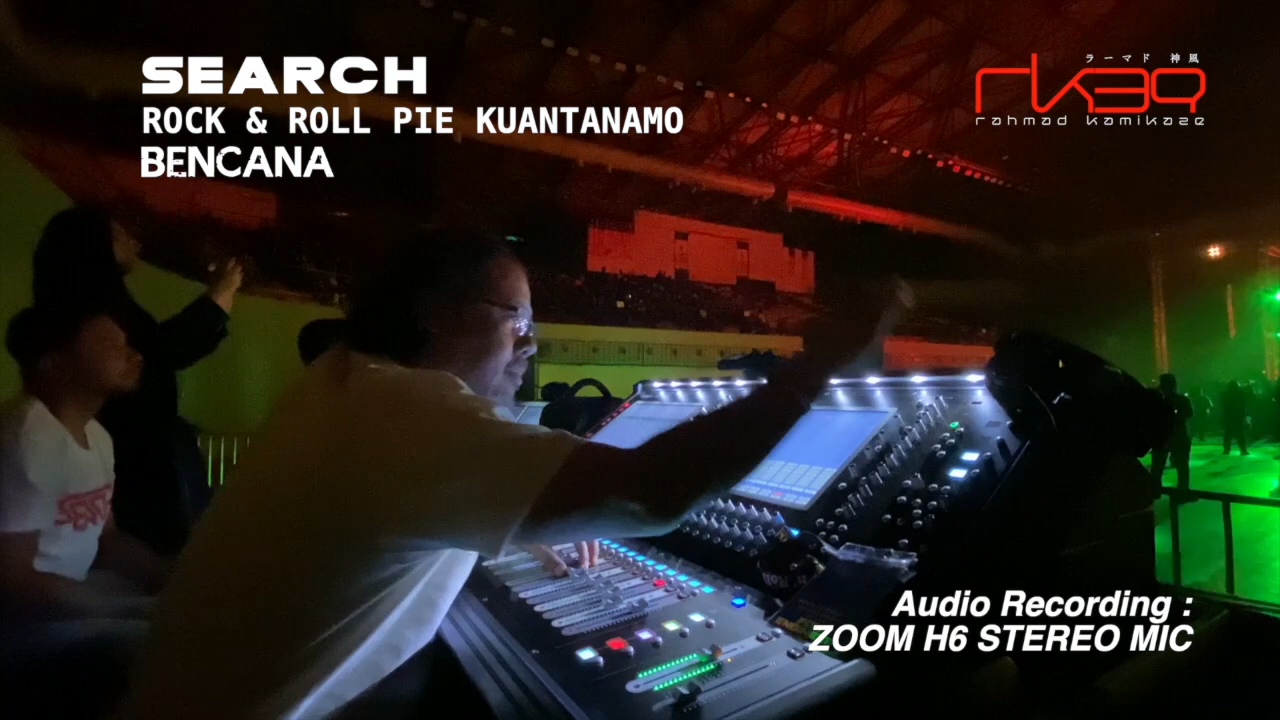 SEARCH
ROCK & ROLL PIE KUANTANAMO
BENCANA
ラーマド 神風
rk39
rahmad kamikaze
Audio Recording :
ZOOM H6 STEREO MIC